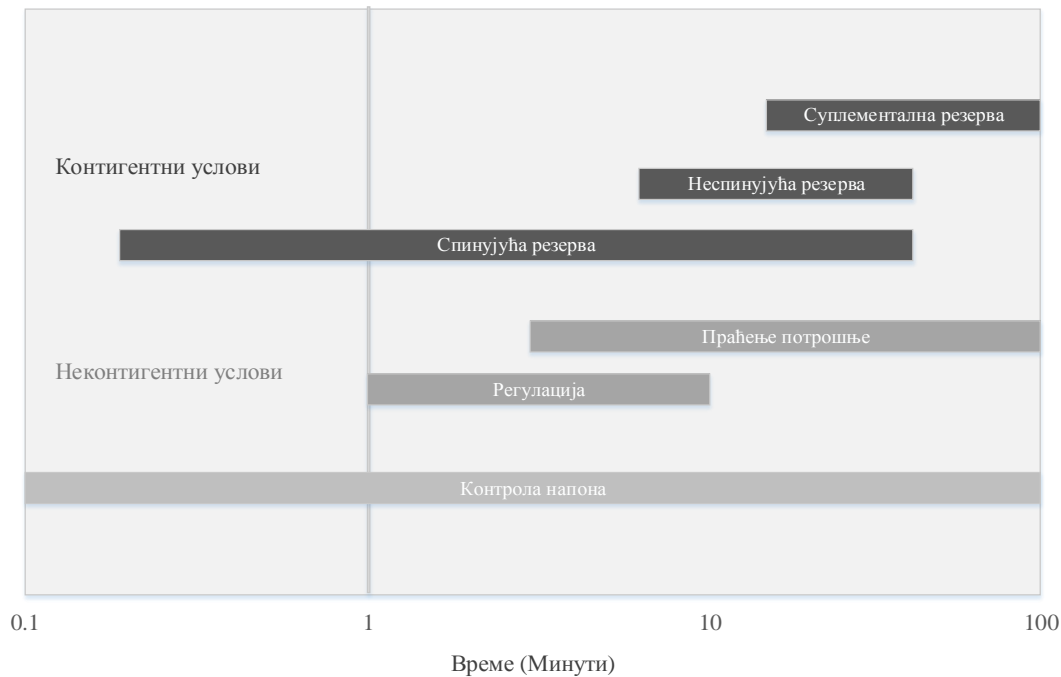 Суплементална резерва
Контигентни услови
Неспинујућа резерва
Спинујућа резерва
Праћење потрошње
Неконтигентни услови
Регулација
Контрола напона
0.1 1 10 100
Време (Минути)